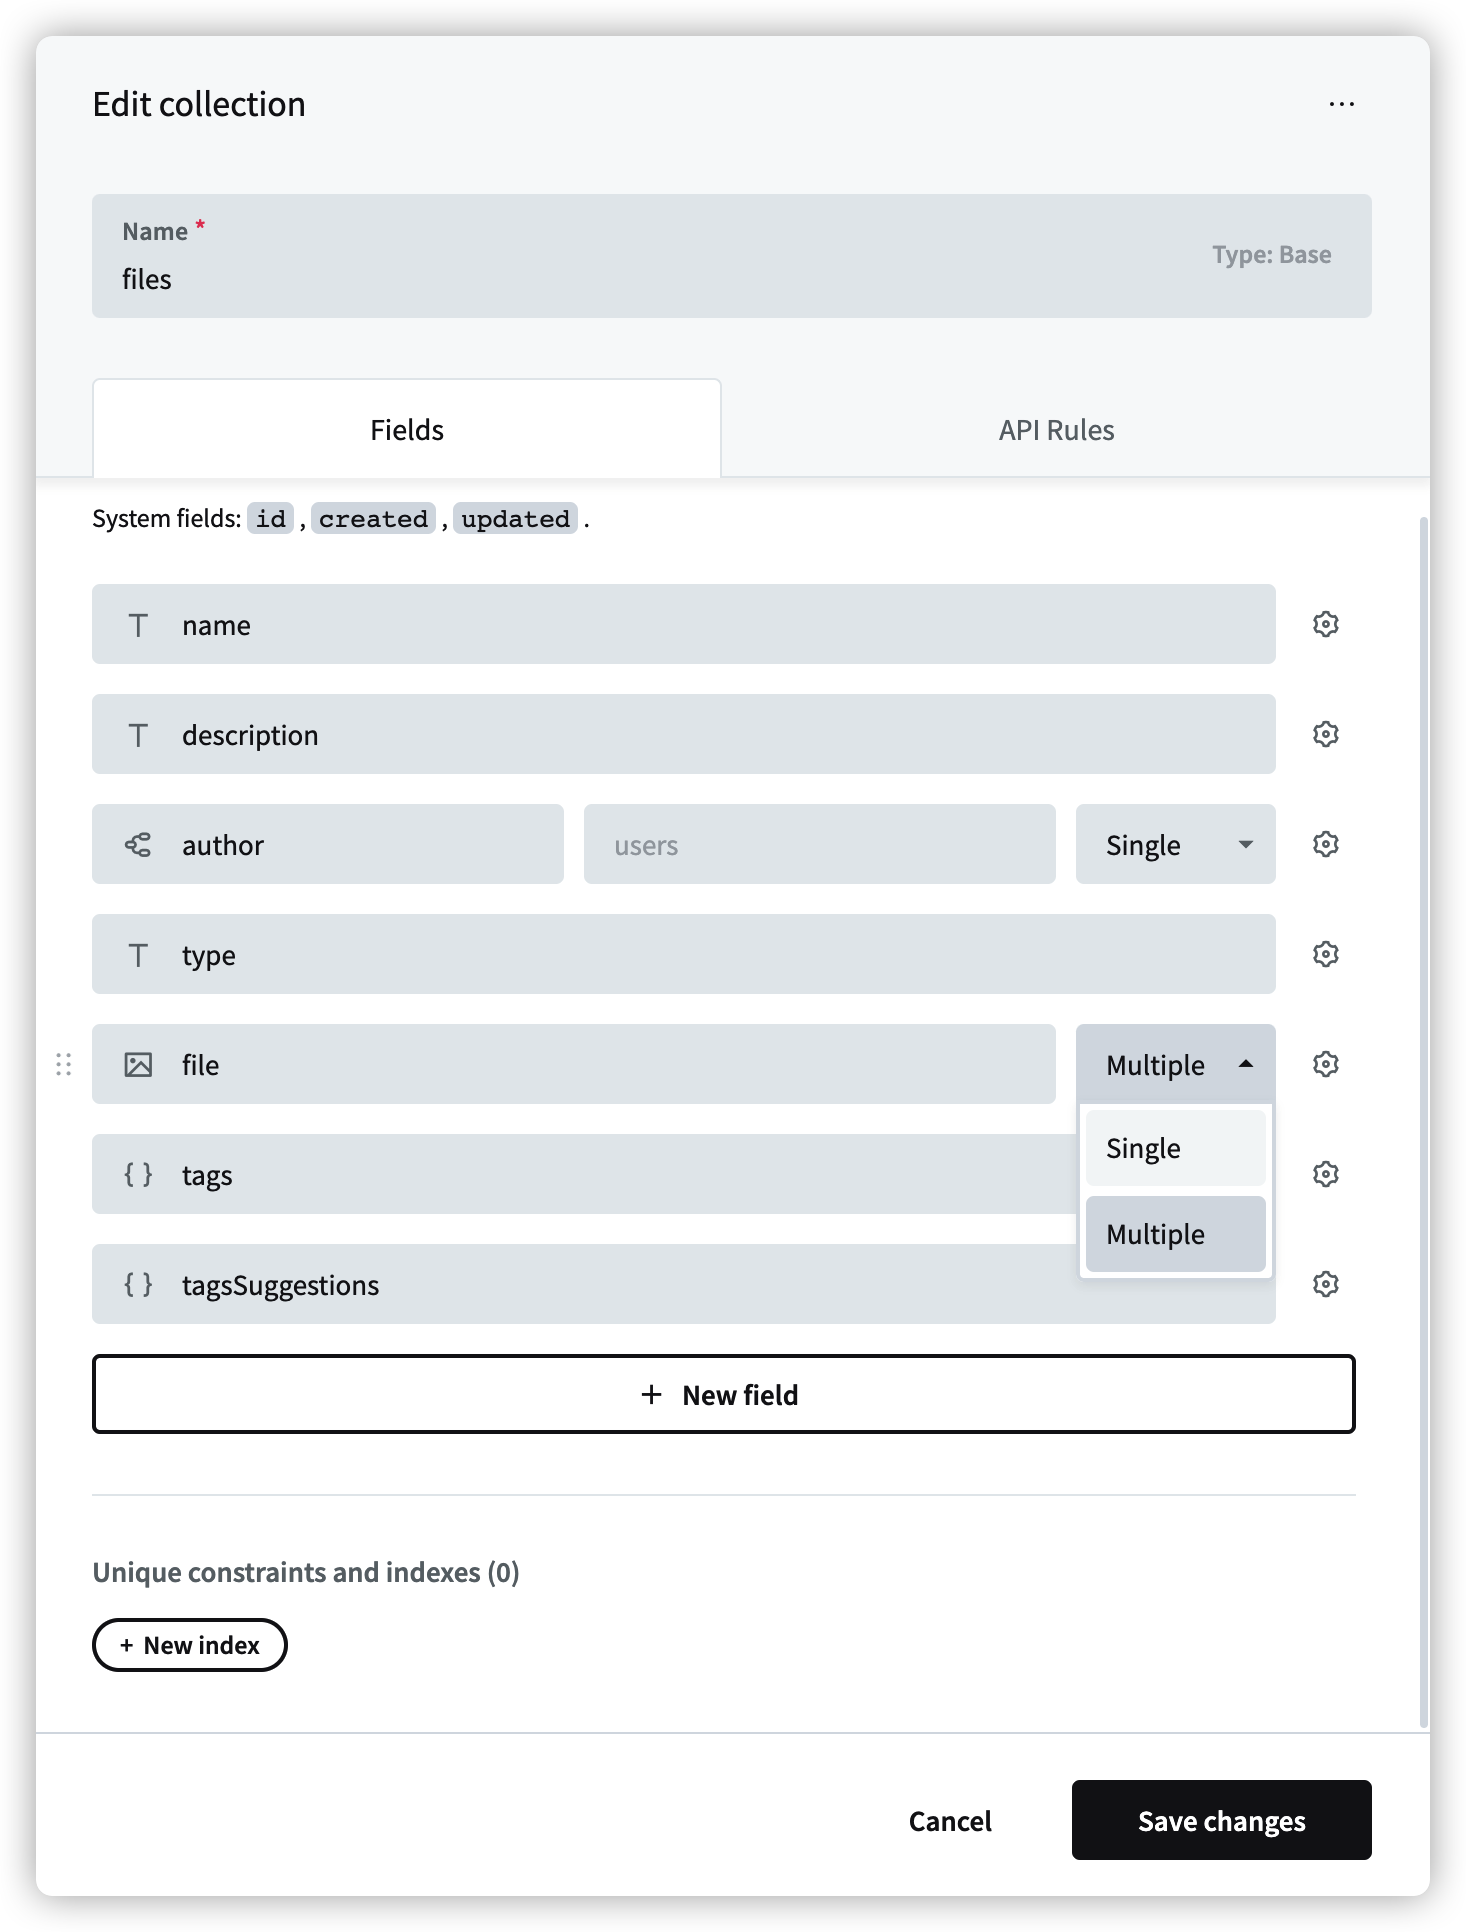 Edit collection
Name *
files
Type: Base
Fields
API Rules
System fields: id , created , updated .
name
description
author
users
Single
type
file
Multiple
Single
tags
Multiple
tagsSuggestions
+ New field
Unique constraints and indexes (0)
+ New index
Cancel
Save changes